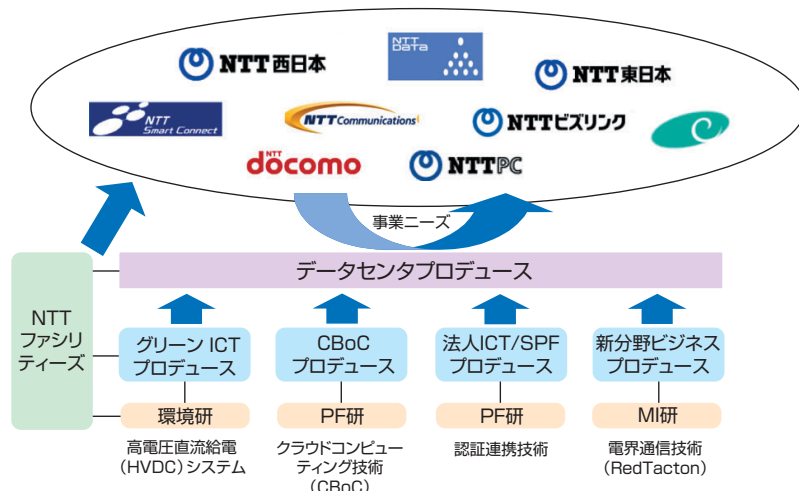 NTT西日本
NTT
Data
NTT東日本
NTT
Smart Connect
NTT Communications
NTTビズリンク
NTT
döcomo
NTTPC
事業ニーズ
データセンタプロデュース
NTT
ファシリ
ティーズ
グリーン ICT
プロデュース
CBoC
プロデュース
法人ICT/SPF
プロデュース
新分野ビジネス
プロデュース
環境研
PF研
PF研
MI研
高電圧直流給電
(HVDC)システム
クラウドコンピュー
ティング技術
(CBoC)
認証連携技術
電界通信技術
(RedTacton)